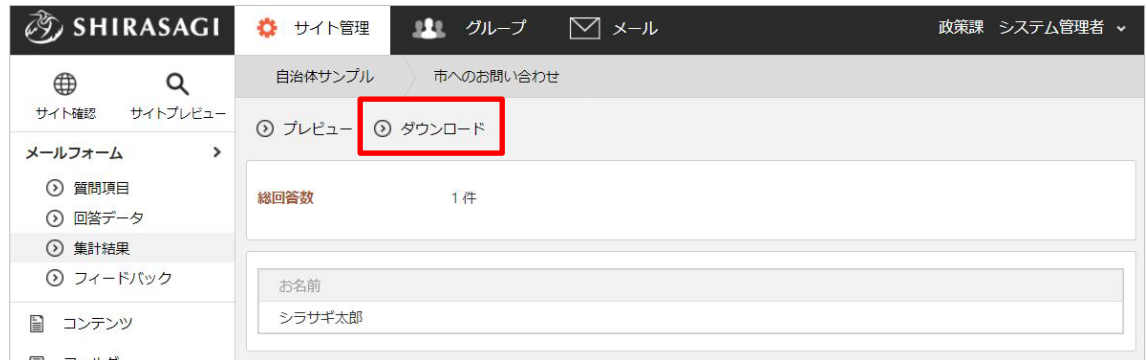 SHIRASAGI サイト管理 グループ メール 政策課 システム管理者
自治体サンプル 市へのお問い合わせ
サイト確認 サイトプレビュー
プレビュー ダウンロード
メールフォーム
質問項目
総回答数 1 件
回答データ
集計結果
フィードバック
お名前
シラサギ太郎
コンテンツ